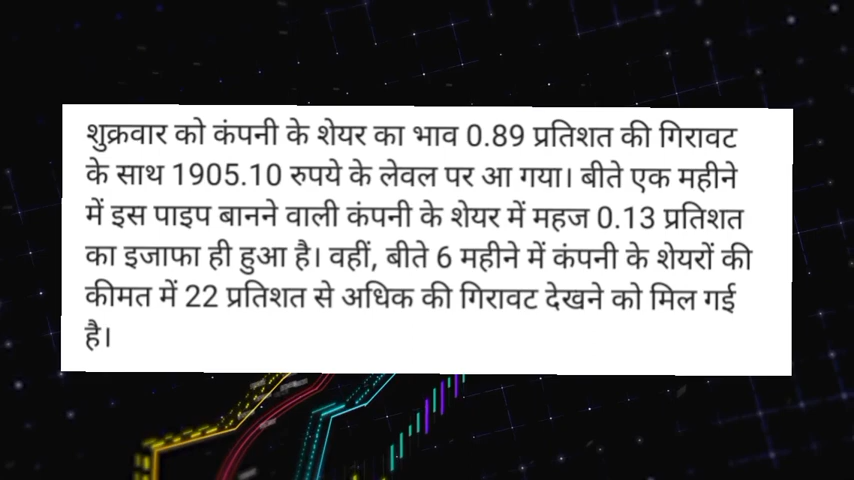 शुक्रवार को कंपनी के शेयर का भाव 0.89 प्रतिशत की गिरावट
के साथ 1905.10 रुपये के लेवल पर आ गया। बीते एक महीने
में इस पाइप बानने वाली कंपनी के शेयर में महज 0.13 प्रतिशत
का इजाफा ही हुआ है। वहीं, बीते 6 महीने में कंपनी के शेयरों की
कीमत में 22 प्रतिशत से अधिक की गिरावट देखने को मिल गई
है।